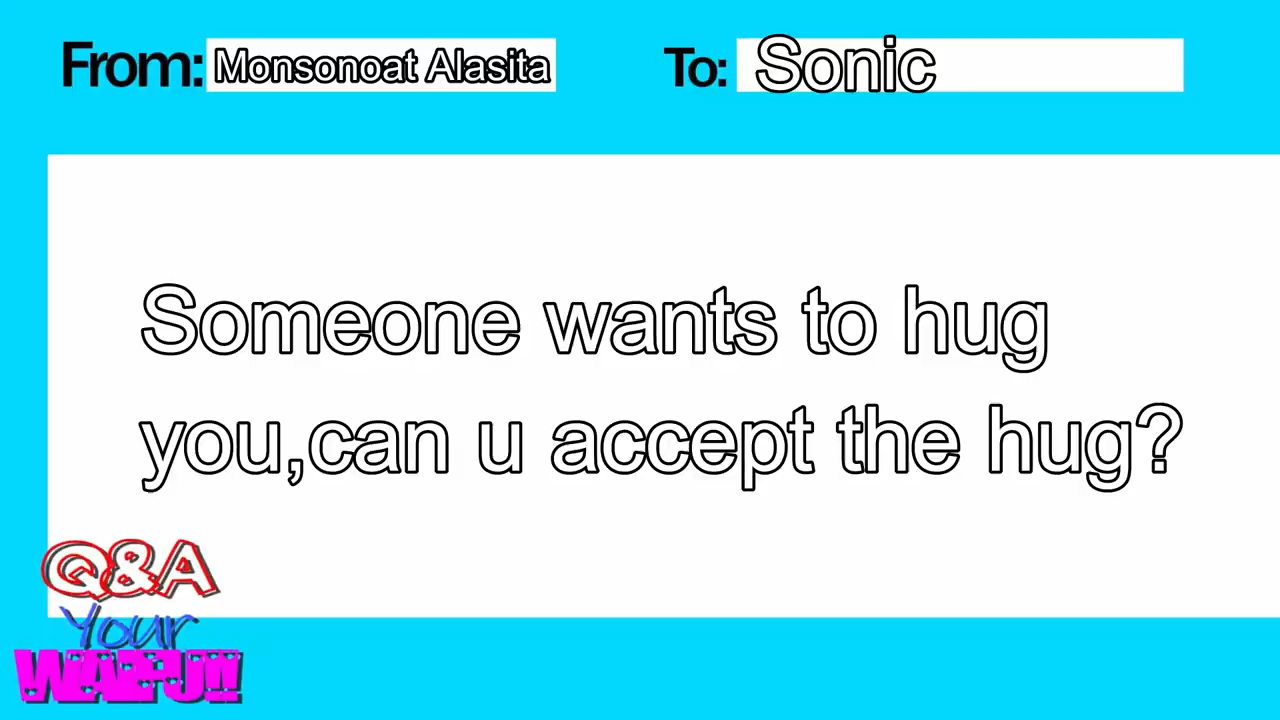 From: Monsonoat Alasita To: Sonic
Someone wants to hug
you,can u accept the hug?
Q&A
Your
WAIFU!!